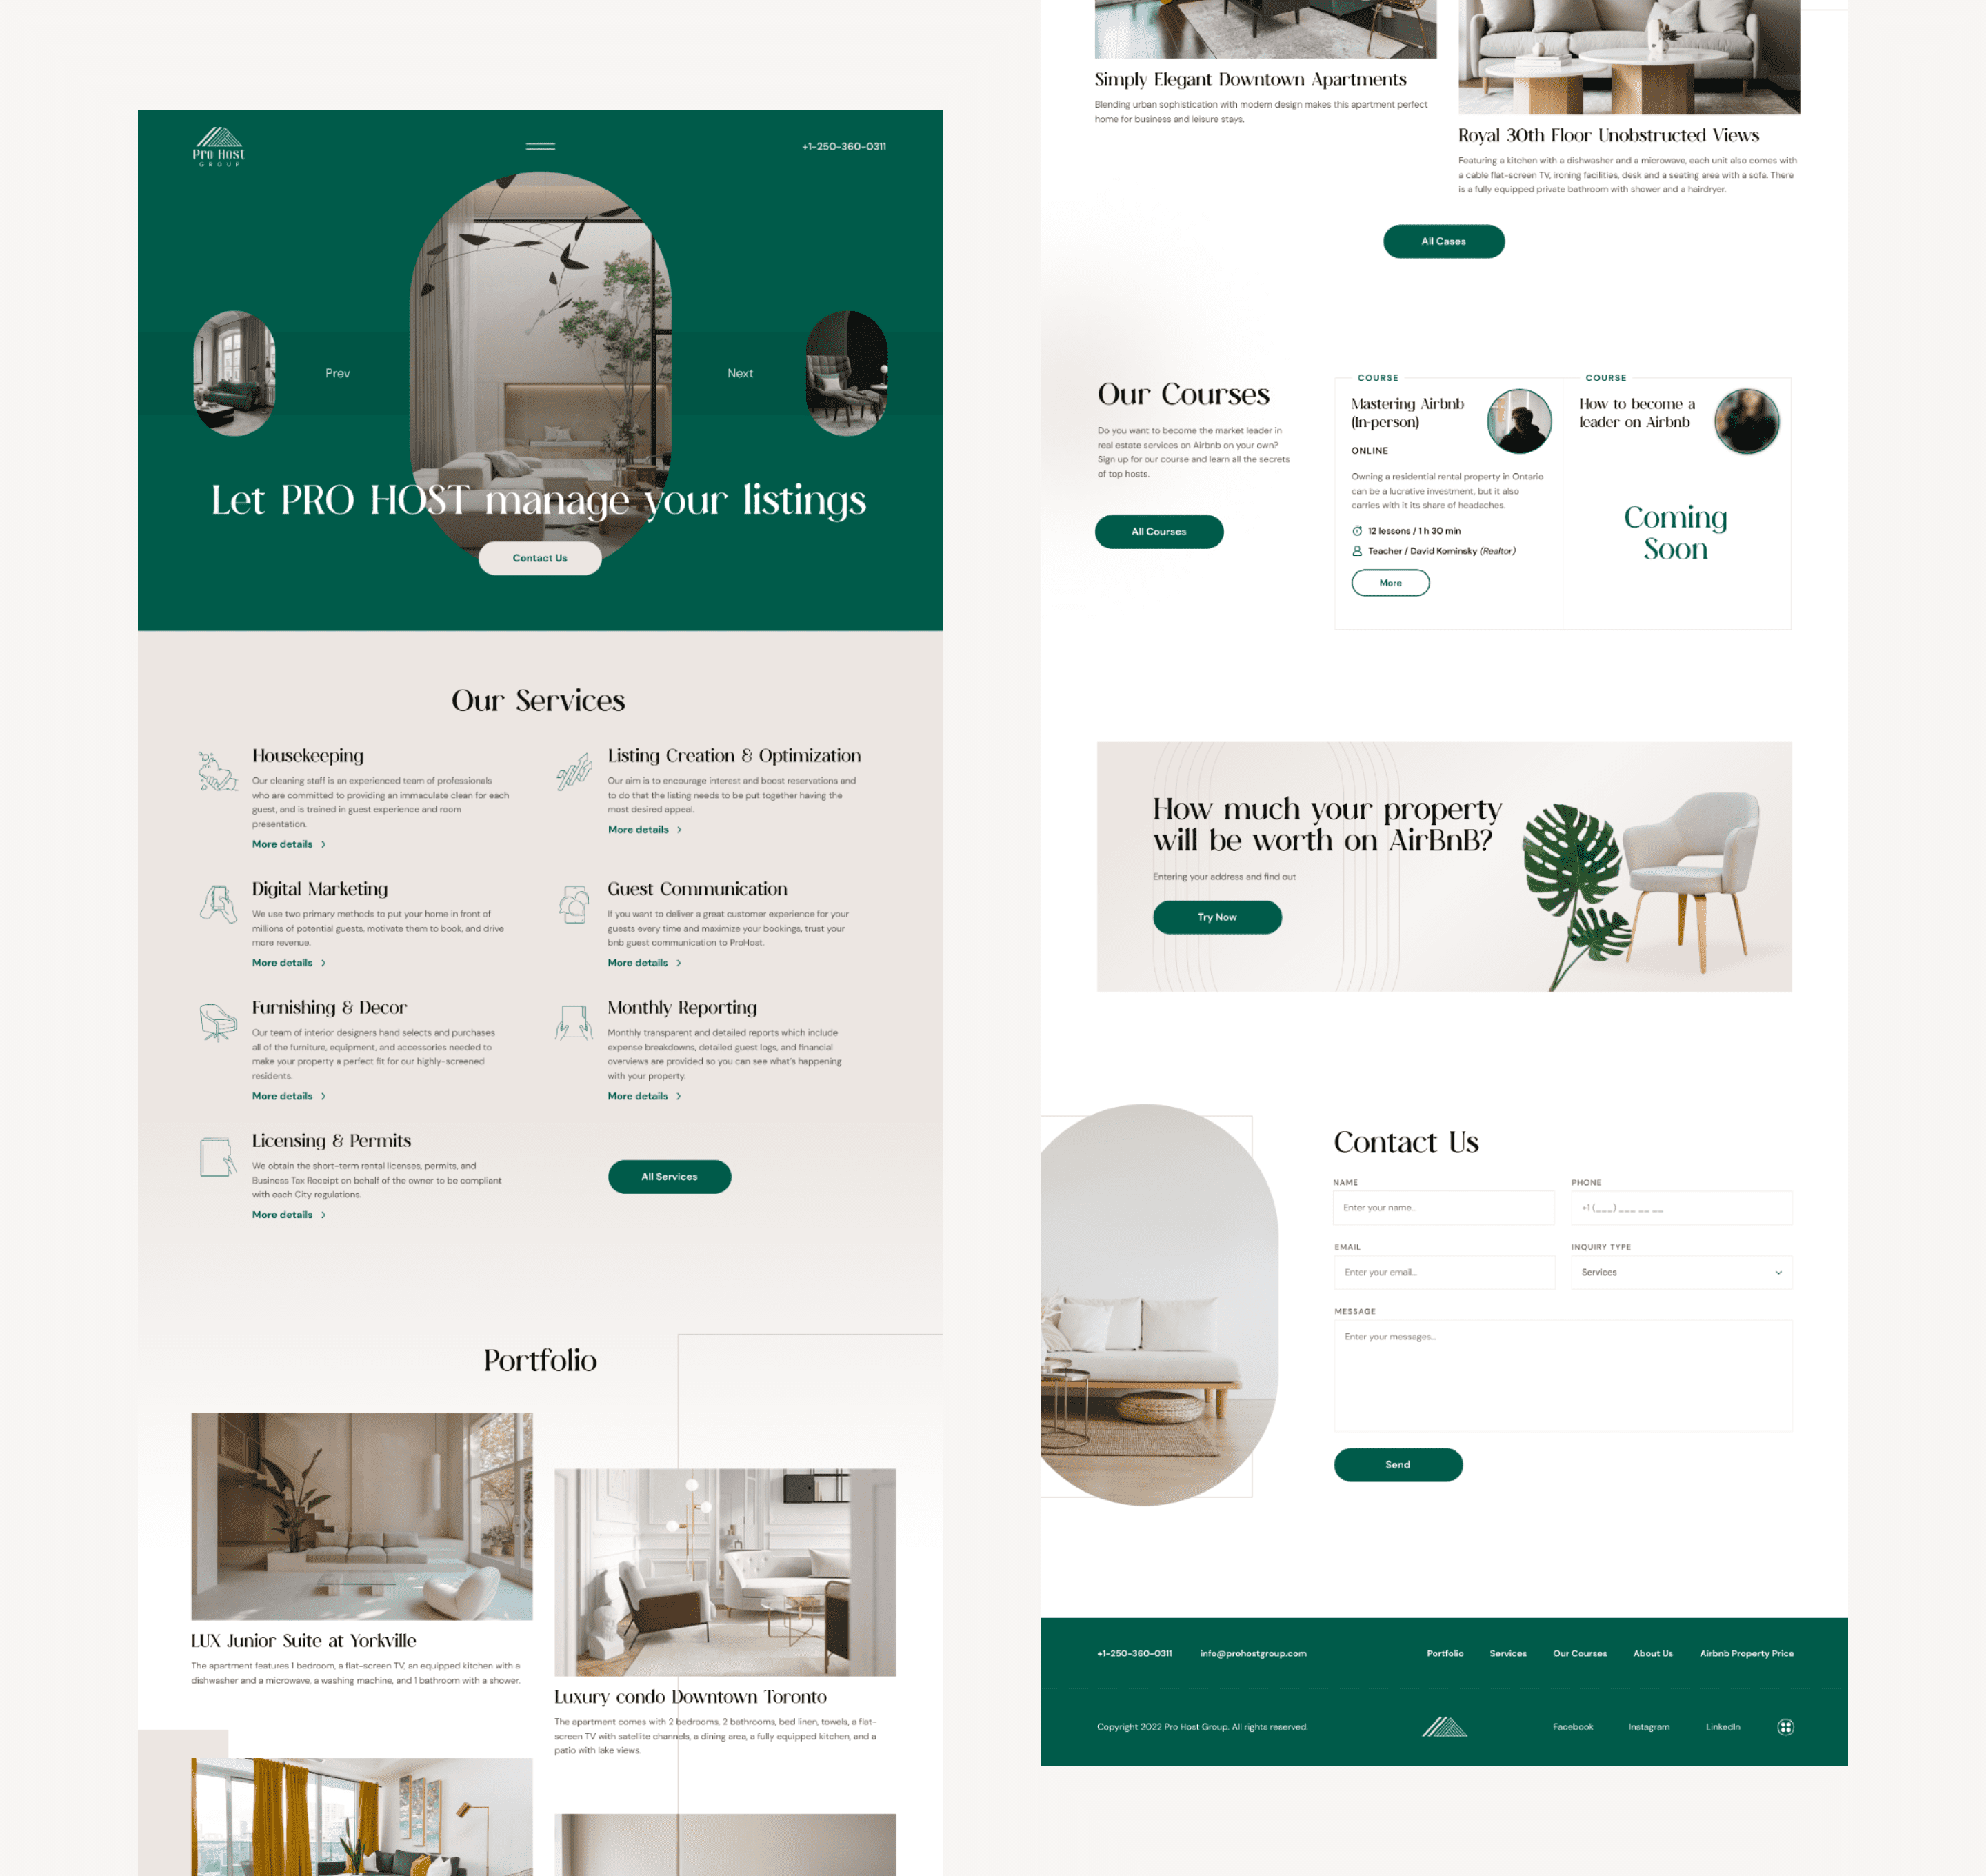 Pro Host
GROUP
+1-250-360-0311
Prev
Next
Let PRO HOST manage your listings
Contact Us
Our Services
Housekeeping
Our cleaning staff is an experienced team of professionals
who are committed to providing an immaculate clean for each
guest, and is trained in guest experience and room
presentation.
More details
Listing Creation & Optimization
Our aim is to encourage interest and boost reservations and
to do that the listing needs to be put together having the
most desired appeal.
More details
Digital Marketing
We use two primary methods to put your home in front of
millions of potential guests, motivate them to book, and drive
more revenue.
More details
Guest Communication
If you want to deliver a great customer experience for your
guests every time and maximize your bookings, trust your
bnb guest communication to ProHost.
More details
Furnishing & Decor
Our team of interior designers hand selects and purchases
all of the furniture, equipment, and accessories needed to
make your property a perfect fit for our highly-screened
residents.
More details
Monthly Reporting
Monthly transparent and detailed reports which include
expense breakdowns, detailed guest logs, and financial
overviews are provided so you can see what's happening
with your property.
More details
Licensing & Permits
We obtain the short-term rental licenses, permits, and
Business Tax Receipt on behalf of the owner to be compliant
with each City regulations.
More details
All Services
Portfolio
LUX Junior Suite at Yorkville
The apartment features 1 bedroom, a flat-screen TV, an equipped kitchen with a
dishwasher and a microwave, a washing machine, and 1 bathroom with a shower.
Luxury condo Downtown Toronto
The apartment comes with 2 bedrooms, 2 bathrooms, bed linen, towels, a flat-
screen TV with satellite channels, a dining area, a fully equipped kitchen, and a
patio with lake views.
Simply Elegant Downtown Apartments
Blending urban sophistication with modern design makes this apartment perfect
home for business and leisure stays.
Royal 30th Floor Unobstructed Views
Featuring a kitchen with a dishwasher and a microwave, each unit also comes with
a cable flat-screen TV, ironing facilities, desk and a seating area with a sofa. There
is a fully equipped private bathroom with shower and a hairdryer.
All Cases
Our Courses
Do you want to become the market leader in
real estate services on Airbnb on your own?
Sign up for our course and learn all the secrets
of top hosts.
All Courses
COURSE
Mastering Airbnb
(In-person)
ONLINE
Owning a residential rental property in Ontario
can be a lucrative investment, but it also
carries with it its share of headaches.
12 lessons / 1 h 30 min
Teacher / David Kominsky (Realtor)
More
COURSE
How to become a
leader on Airbnb
Coming
Soon
How much your property
will be worth on AirBnB?
Entering your address and find out
Try Now
Contact Us
NAME
Enter your name...
PHONE
+1 (___) ___ __ __
EMAIL
Enter your email...
INQUIRY TYPE
Services
MESSAGE
Enter your messages...
Send
+1-250-360-0311
info@prohostgroup.com
Portfolio
Services
Our Courses
About Us
Airbnb Property Price
Copyright 2022 Pro Host Group. All rights reserved.
Facebook
Instagram
LinkedIn